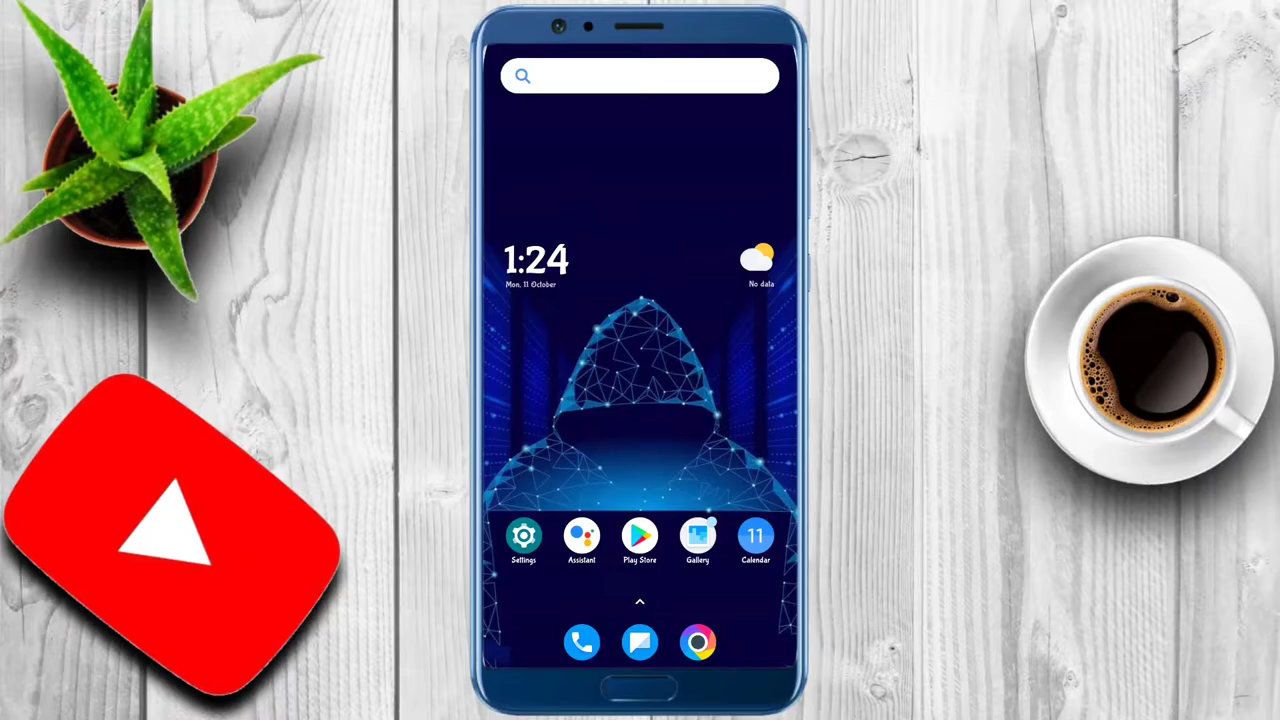 1:24
Mon, 11 October
No data
Settings
Assistant
Play Store
Gallery
11
Calendar